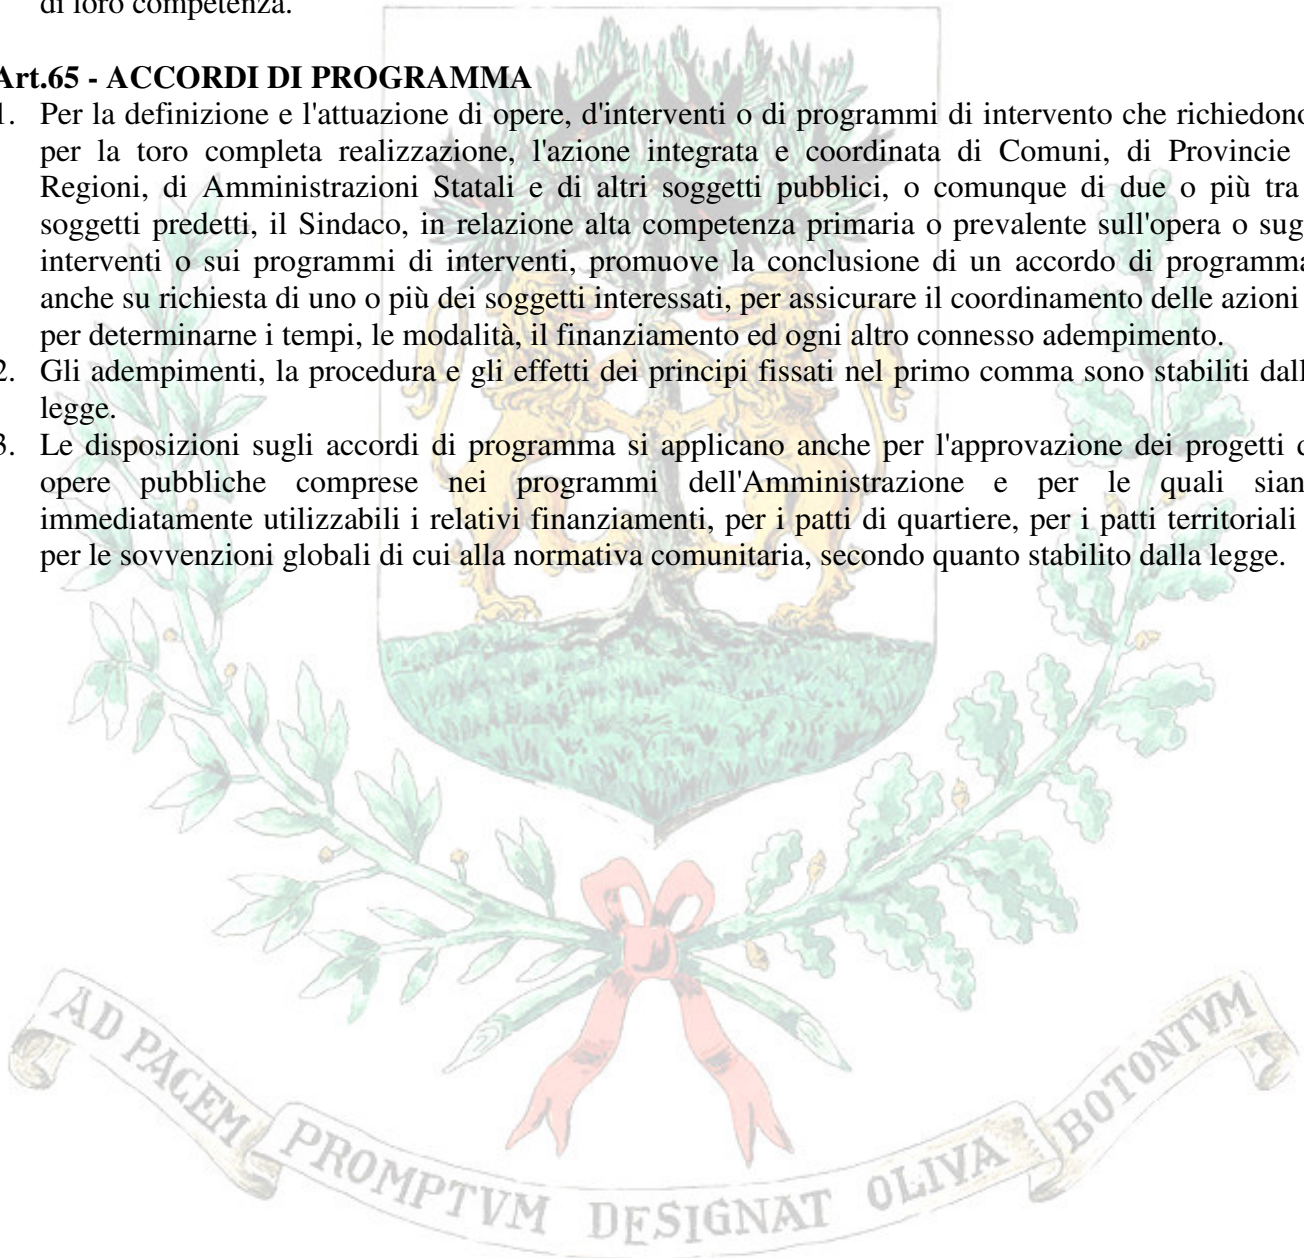 di loro competenza.
Art.65 - ACCORDI DI PROGRAMMA
1. Per la definizione e l'attuazione di opere, d'interventi o di programmi di intervento che richiedono
per la toro completa realizzazione, l'azione integrata e coordinata di Comuni, di Provincie
Regioni, di Amministrazioni Statali e di altri soggetti pubblici, o comunque di due o più tra
soggetti predetti, il Sindaco, in relazione alta competenza primaria o prevalente sull'opera o sug
interventi o sui programmi di interventi, promuove la conclusione di un accordo di programma
anche su richiesta di uno o più dei soggetti interessati, per assicurare il coordinamento delle azioni
per determinarne i tempi, le modalità, il finanziamento ed ogni altro connesso adempimento.
2. Gli adempimenti, la procedura e gli effetti dei principi fissati nel primo comma sono stabiliti dall
legge.
3. Le disposizioni sugli accordi di programma si applicano anche per l'approvazione dei progetti d
opere pubbliche comprese nei programmi dell'Amministrazione e per le quali sian
immediatamente utilizzabili i relativi finanziamenti, per i patti di quartiere, per i patti territoriali
per le sovvenzioni globali di cui alla normativa comunitaria, secondo quanto stabilito dalla legge.
AD PACEM PROMPTVM DESIGNAT OLIVA BOTONTVM